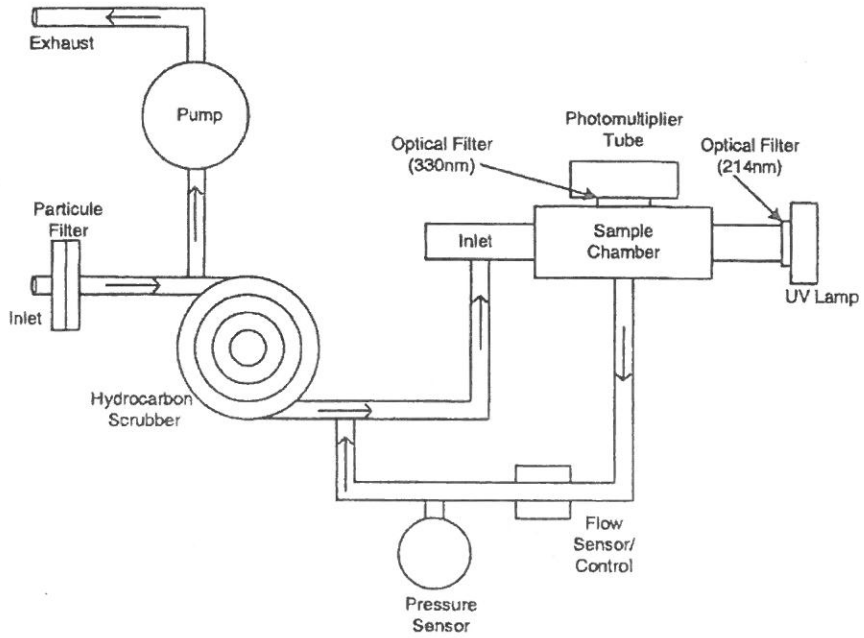 Exhaust
Pump
Photomultiplier
Tube
Optical Filter
(330nm)
Optical Filter
(214nm)
Particule
Filter
Inlet
Sample
Chamber
Inlet
UV Lamp
Hydrocarbon
Scrubber
Flow
Sensor/
Control
Pressure
Sensor